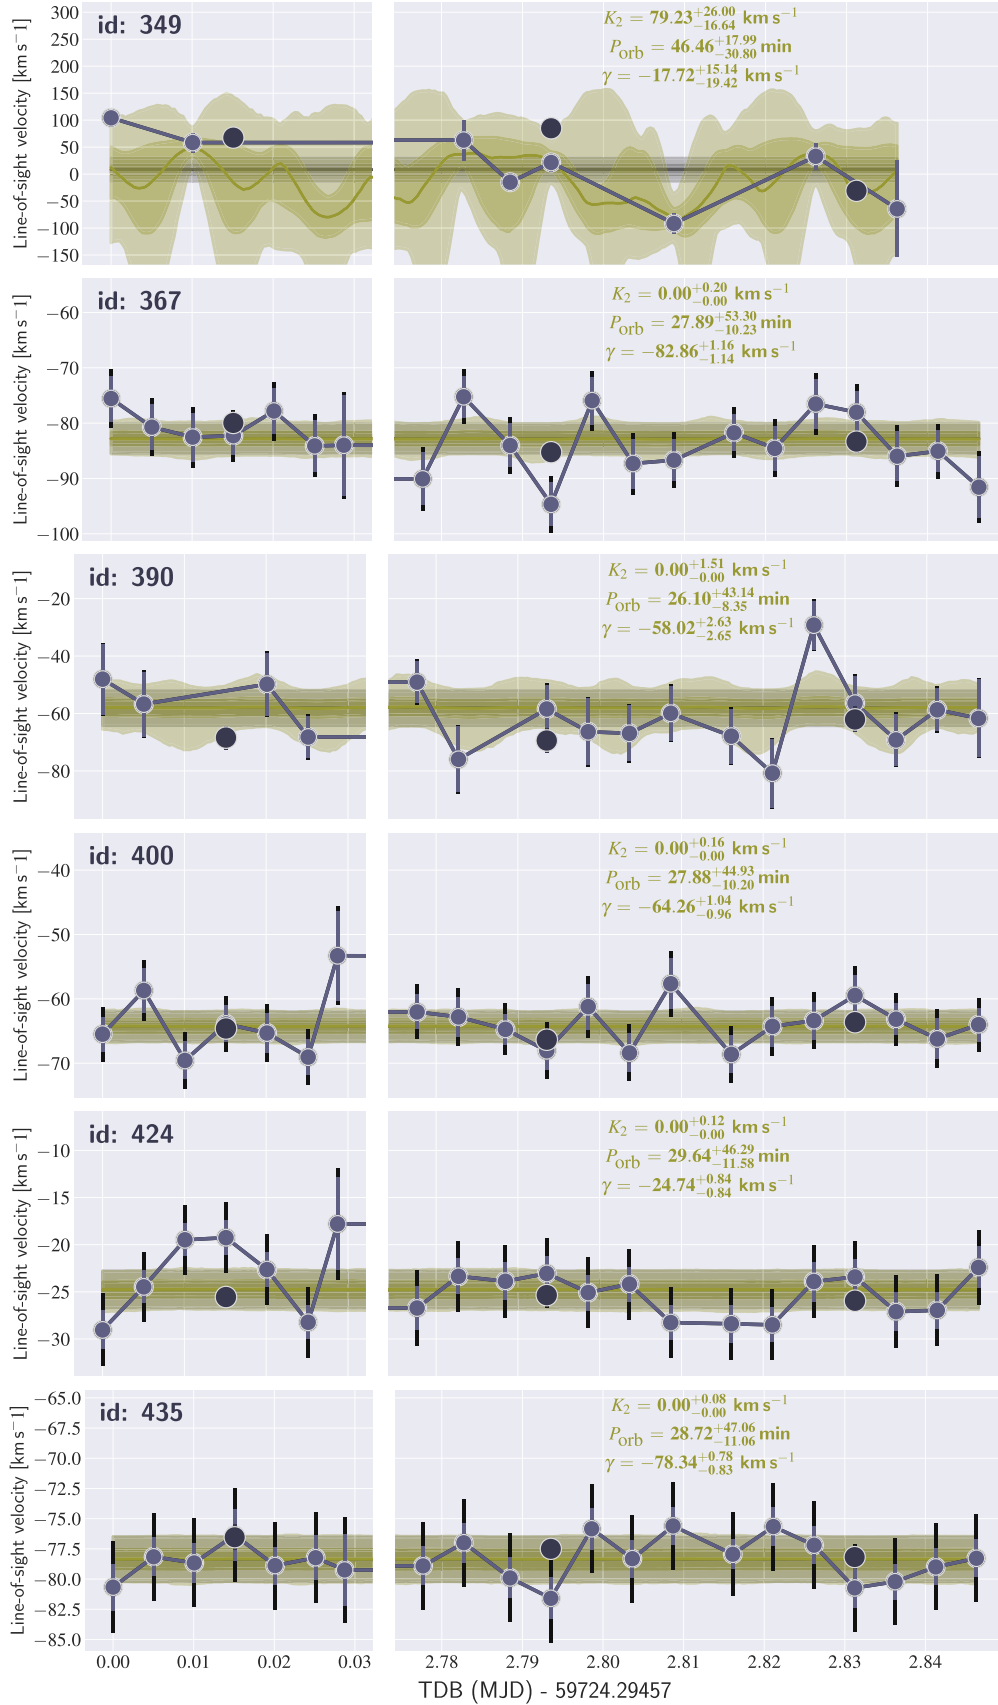 id: 349
K₂ = 79.23 +26.00 −16.64 km s⁻¹
P_orb = 46.46 +17.99 −30.80 min
γ = −17.72 +15.14 −19.42 km s⁻¹
Line-of-sight velocity [km s⁻¹]
300
250
200
150
100
50
0
−50
−100
−150
id: 367
K₂ = 0.00 +0.20 −0.00 km s⁻¹
P_orb = 27.89 +53.30 −10.23 min
γ = −82.86 +1.16 −1.14 km s⁻¹
Line-of-sight velocity [km s⁻¹]
−60
−70
−80
−90
−100
id: 390
K₂ = 0.00 +1.51 −0.00 km s⁻¹
P_orb = 26.10 +43.14 −8.35 min
γ = −58.02 +2.63 −2.65 km s⁻¹
Line-of-sight velocity [km s⁻¹]
−20
−40
−60
−80
id: 400
K₂ = 0.00 +0.16 −0.00 km s⁻¹
P_orb = 27.88 +44.93 −10.20 min
γ = −64.26 +1.04 −0.96 km s⁻¹
Line-of-sight velocity [km s⁻¹]
−40
−50
−60
−70
id: 424
K₂ = 0.00 +0.12 −0.00 km s⁻¹
P_orb = 29.64 +46.29 −11.58 min
γ = −24.74 +0.84 −0.84 km s⁻¹
Line-of-sight velocity [km s⁻¹]
−10
−15
−20
−25
−30
id: 435
K₂ = 0.00 +0.08 −0.00 km s⁻¹
P_orb = 28.72 +47.06 −11.06 min
γ = −78.34 +0.78 −0.83 km s⁻¹
Line-of-sight velocity [km s⁻¹]
−65.0
−67.5
−70.0
−72.5
−75.0
−77.5
−80.0
−82.5
−85.0
0.00 0.01 0.02 0.03 2.78 2.79 2.80 2.81 2.82 2.83 2.84
TDB (MJD) - 59724.29457